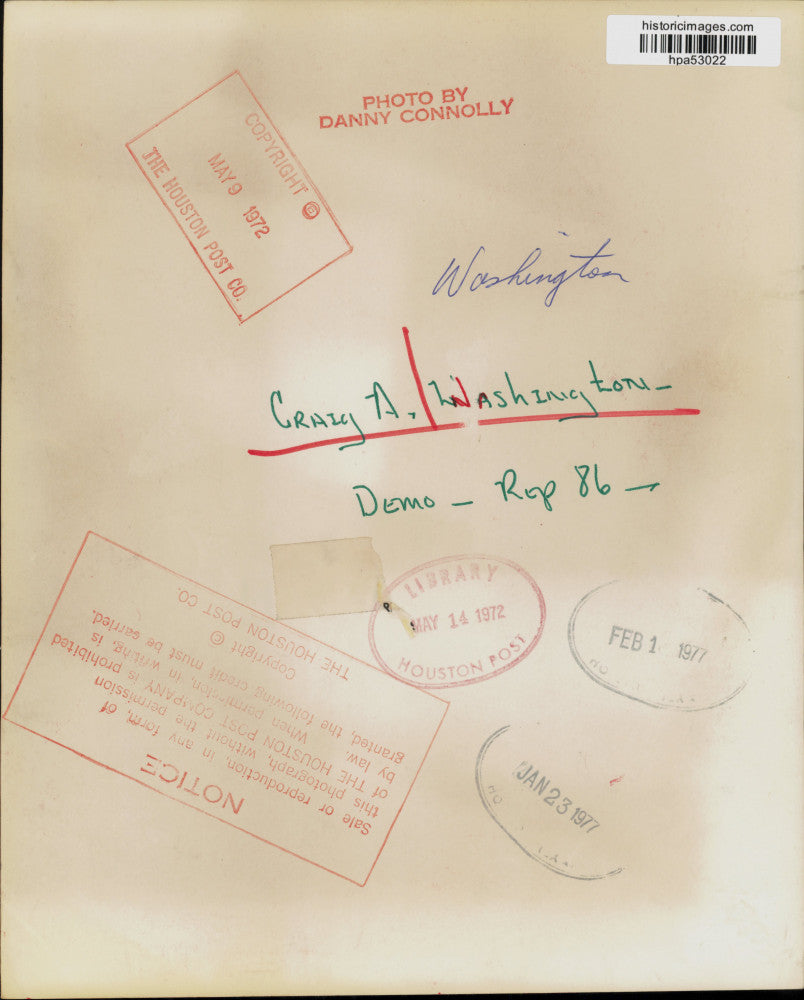 historicimages.com
hpa53022
PHOTO BY
DANNY CONNOLLY
COPYRIGHT ©
MAY 9 1972
THE HOUSTON POST CO.
Washington
Craig A. Washington
Demo - Rep 86
LIBRARY
MAY 14 1972
HOUSTON POST
FEB 1 1977
JAN 23 1977
NOTICE
Sale or reproduction, in any form, of
this photograph, without the permission
of THE HOUSTON POST COMPANY is prohibited
by law. When permission, in writing, is
granted, the following credit must be carried.
Copyright ©
THE HOUSTON POST CO.